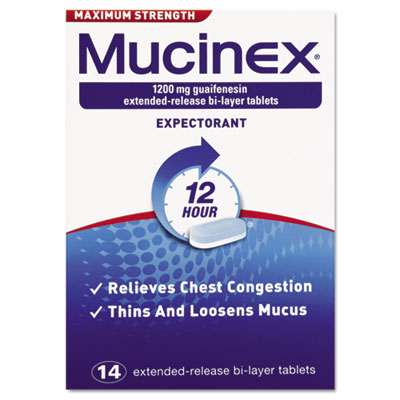 MAXIMUM STRENGTH
Mucinex®
1200 mg guaifenesin
extended-release bi-layer tablets
EXPECTORANT
12
HOUR
✓ Relieves Chest Congestion
✓ Thins And Loosens Mucus
14 extended-release bi-layer tablets